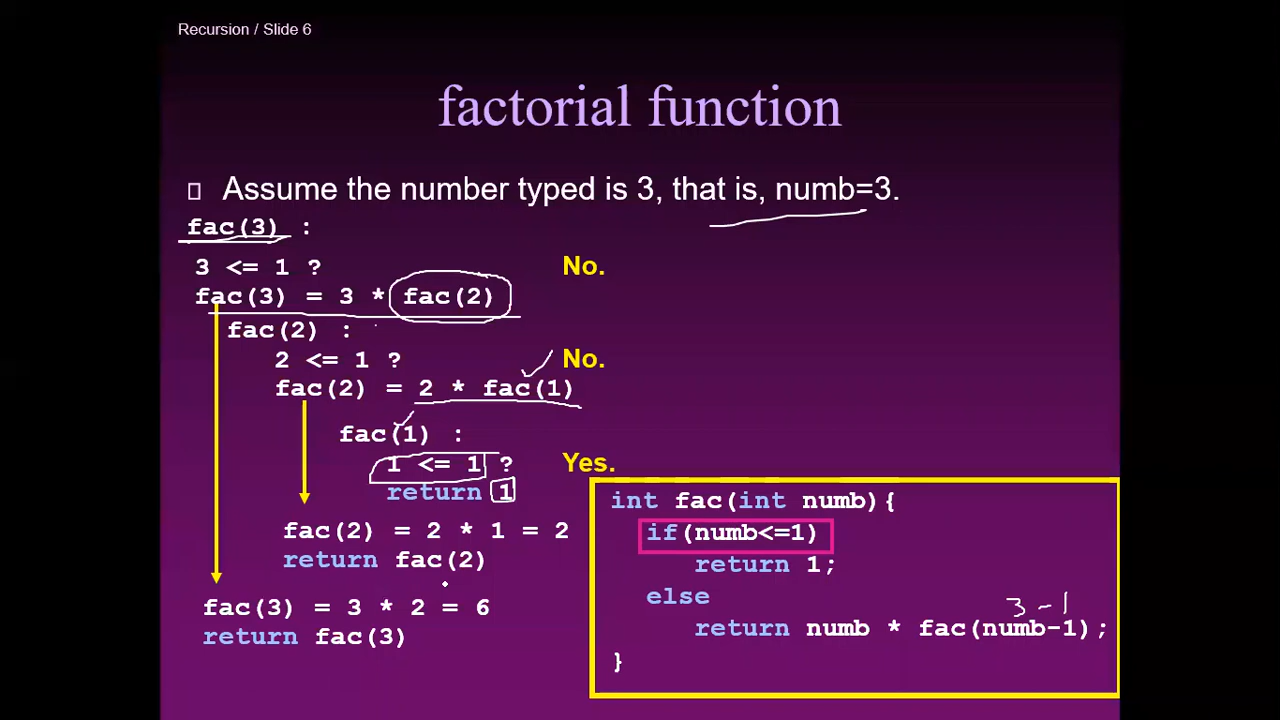 Recursion / Slide 6
factorial function
Assume the number typed is 3, that is, numb=3.
fac(3) :
3 <= 1 ? No.
fac(3) = 3 * fac(2)
fac(2) :
2 <= 1 ? No.
fac(2) = 2 * fac(1)
fac(1) :
1 <= 1 ? Yes.
return 1
fac(2) = 2 * 1 = 2
return fac(2)
fac(3) = 3 * 2 = 6
return fac(3)
int fac(int numb){
if(numb<=1)
return 1;
else
3 - 1
return numb * fac(numb-1);
}